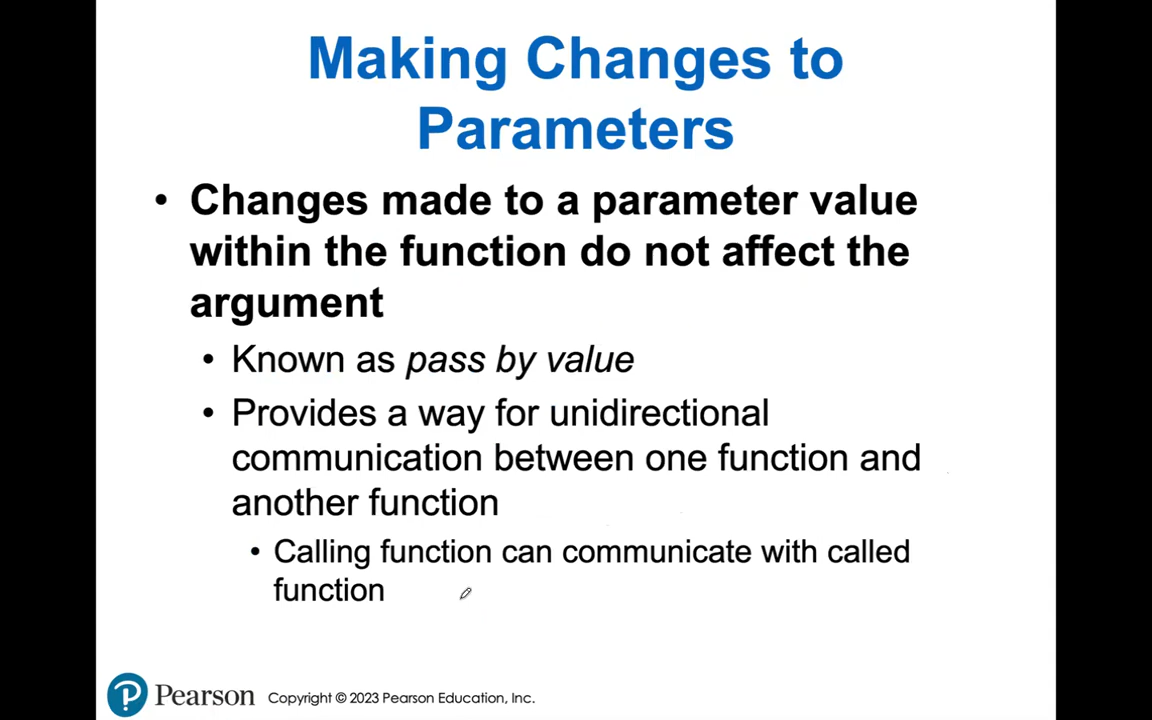 Making Changes to
Parameters
• Changes made to a parameter value
within the function do not affect the
argument
• Known as pass by value
• Provides a way for unidirectional
communication between one function and
another function
• Calling function can communicate with called
function
Pearson Copyright © 2023 Pearson Education, Inc.